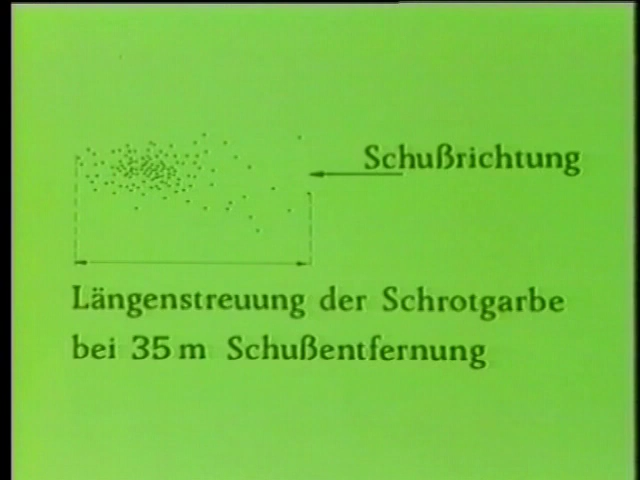 Schußrichtung
Längenstreuung der Schrotgarbe
bei 35 m Schußentfernung